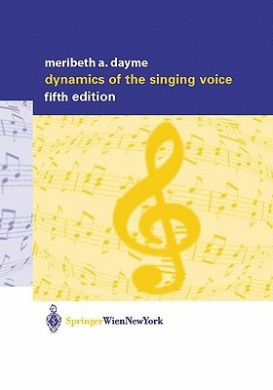 meribeth a. dayme
dynamics of the singing voice
fifth edition
SpringerWienNewYork